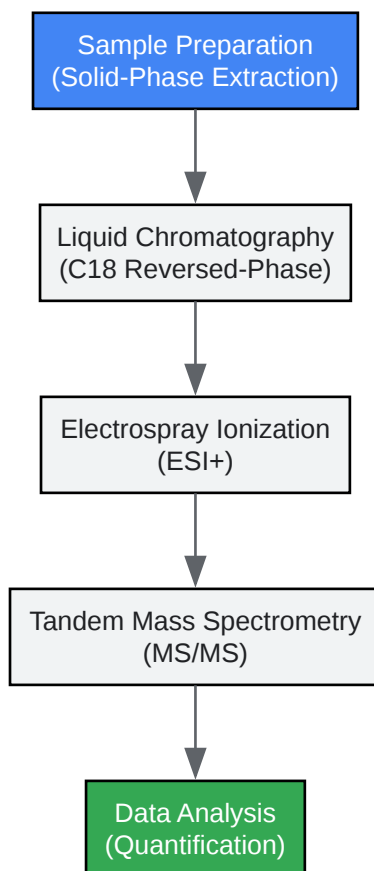 Sample Preparation
(Solid-Phase Extraction)
Liquid Chromatography
(C18 Reversed-Phase)
Electrospray Ionization
(ESI+)
Tandem Mass Spectrometry
(MS/MS)
Data Analysis
(Quantification)